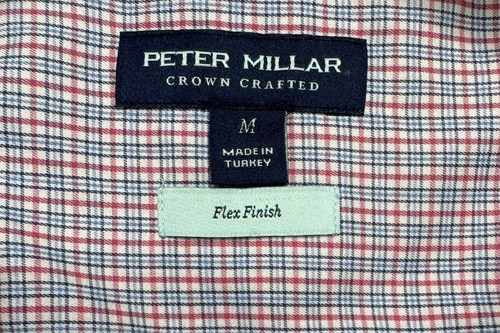 PETER MILLAR
CROWN CRAFTED
M
MADE IN
TURKEY
Flex Finish